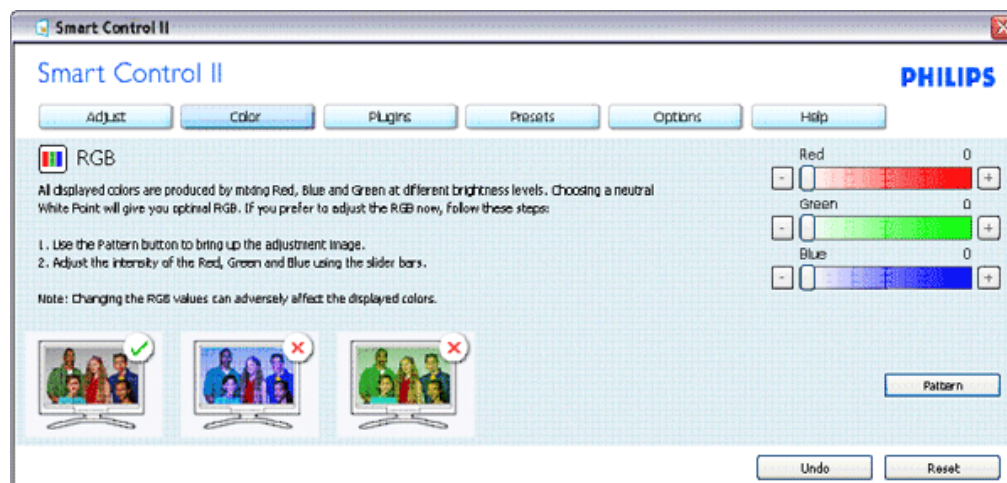 Smart Control II
Smart Control II
PHILIPS
Adjust Color Plugins Presets Options Help
RGB
All displayed colors are produced by mixing Red, Blue and Green at different brightness levels. Choosing a neutral
White Point will give you optimal RGB. If you prefer to adjust the RGB now, follow these steps:
1. Use the Pattern button to bring up the adjustment image.
2. Adjust the intensity of the Red, Green and Blue using the slider bars.
Note: Changing the RGB values can adversely affect the displayed colors.
Red 0
- +
Green 0
- +
Blue 0
- +
Pattern
Undo Reset